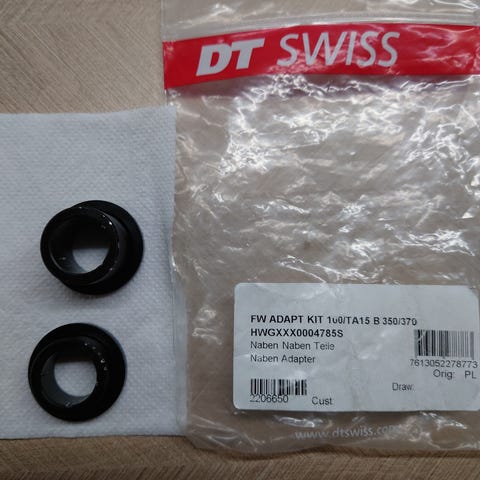 DT SWISS
FW ADAPT KIT 100/TA15 B 350/370
HWGXXX0004785S
Naben Naben Teile
Naben Adapter
7613052278773
Orig: PL
Draw:
2206650
Cust
www.dtswiss.com